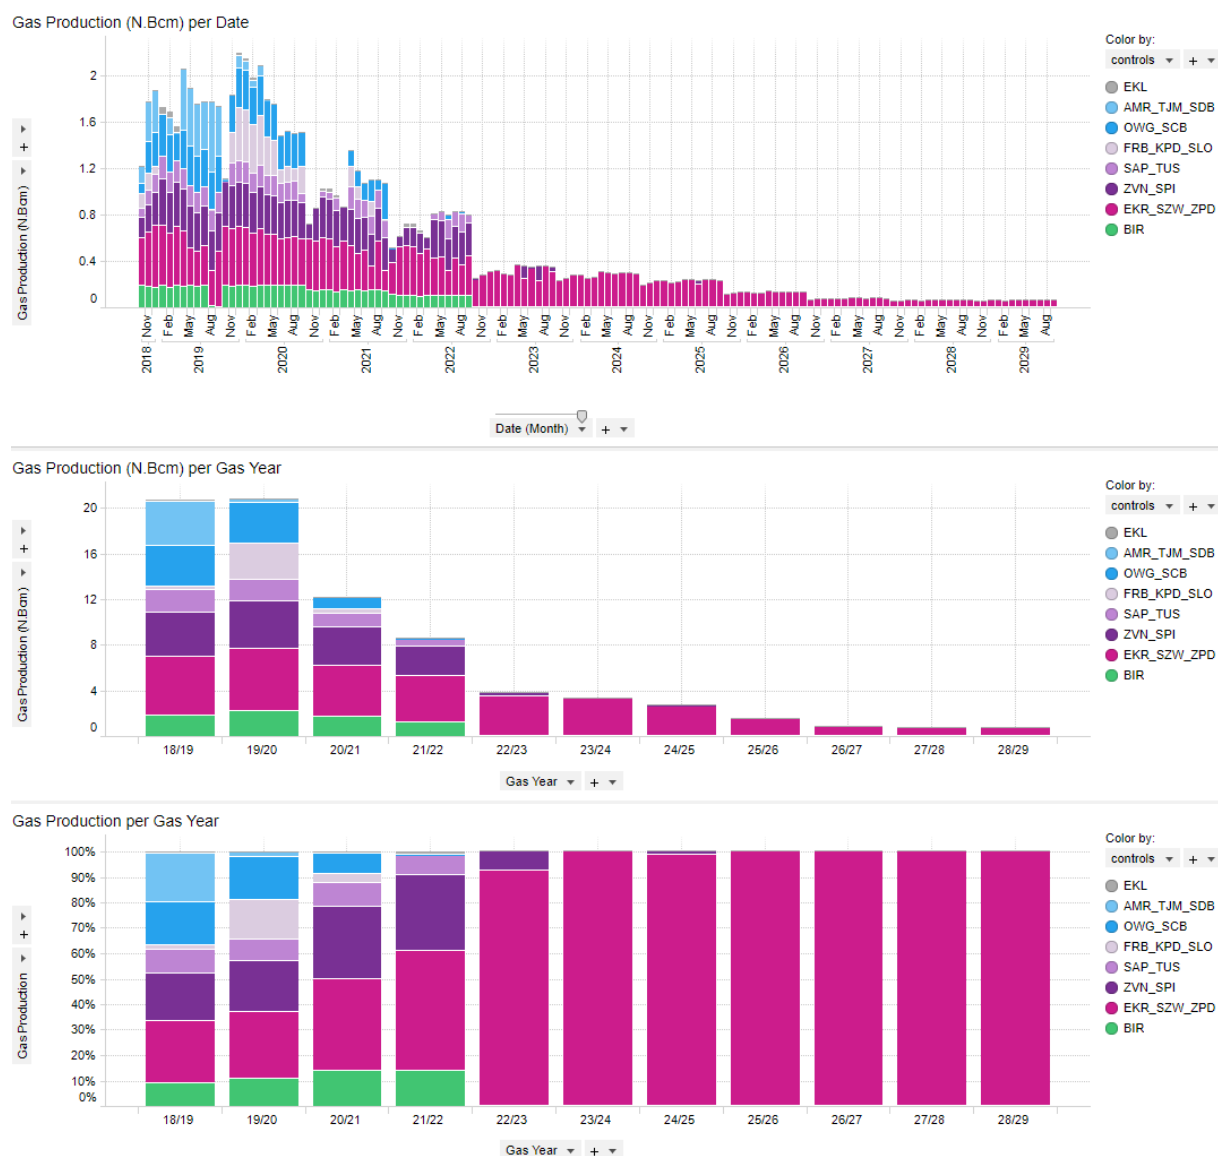 Gas Production (N.Bcm) per Date
Color by:
controls + 
EKL
AMR_TJM_SDB
OWG_SCB
FRB_KPD_SLO
SAP_TUS
ZVN_SPI
EKR_SZW_ZPD
BIR
Gas Production (N.Bcm) +
2
1.6
1.2
0.8
0.4
0
Nov Feb May Aug Nov Feb May Aug Nov Feb May Aug Nov Feb May Aug Nov Feb May Aug Nov Feb May Aug Nov Feb May Aug Nov Feb May Aug Nov Feb May Aug Nov Feb May Aug Nov Feb May Aug
2018 2019 2020 2021 2022 2023 2024 2025 2026 2027 2028 2029
Date (Month) +
Gas Production (N.Bcm) per Gas Year
Color by:
controls +
EKL
AMR_TJM_SDB
OWG_SCB
FRB_KPD_SLO
SAP_TUS
ZVN_SPI
EKR_SZW_ZPD
BIR
Gas Production (N.Bcm) +
20
16
12
8
4
0
18/19 19/20 20/21 21/22 22/23 23/24 24/25 25/26 26/27 27/28 28/29
Gas Year +
Gas Production per Gas Year
Color by:
controls +
EKL
AMR_TJM_SDB
OWG_SCB
FRB_KPD_SLO
SAP_TUS
ZVN_SPI
EKR_SZW_ZPD
BIR
Gas Production +
100%
90%
80%
70%
60%
50%
40%
30%
20%
10%
0%
18/19 19/20 20/21 21/22 22/23 23/24 24/25 25/26 26/27 27/28 28/29
Gas Year +